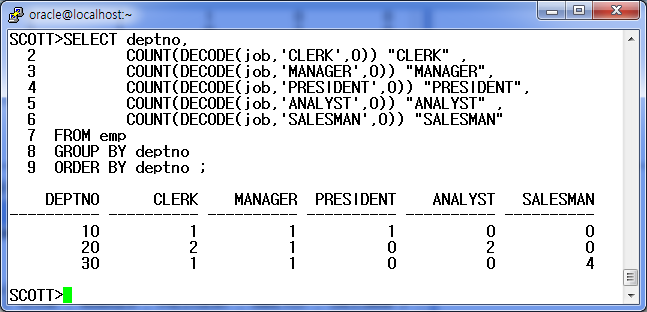 oracle@localhost:~
SCOTT>SELECT deptno,
  2          COUNT(DECODE(job,'CLERK',0)) "CLERK" ,
  3          COUNT(DECODE(job,'MANAGER',0)) "MANAGER",
  4          COUNT(DECODE(job,'PRESIDENT',0)) "PRESIDENT",
  5          COUNT(DECODE(job,'ANALYST',0)) "ANALYST" ,
  6          COUNT(DECODE(job,'SALESMAN',0)) "SALESMAN"
  7  FROM emp
  8  GROUP BY deptno
  9  ORDER BY deptno ;
    DEPTNO      CLERK    MANAGER  PRESIDENT    ANALYST   SALESMAN
---------- ---------- ---------- ---------- ---------- ----------
        10          1          1          1          0          0
        20          2          1          0          2          0
        30          1          1          0          0          4
SCOTT>